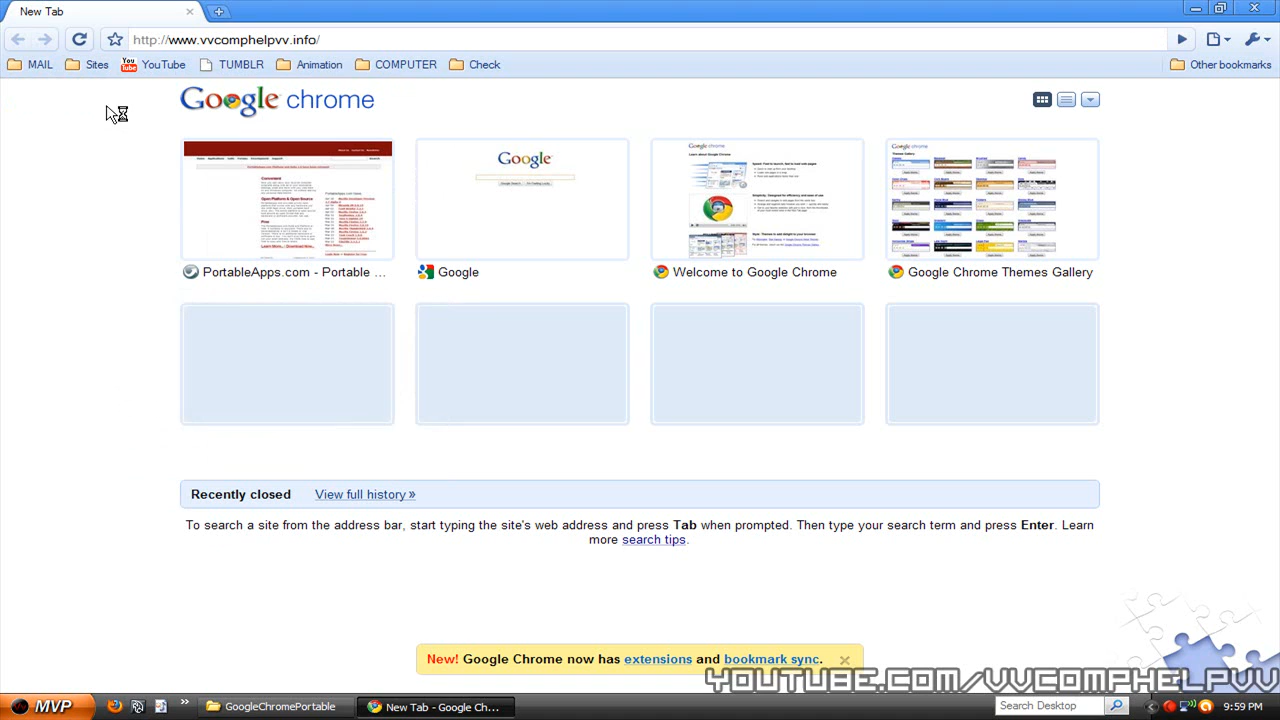 New Tab
http://www.vvcomphelpvv.info/
MAIL
Sites
YouTube
TUMBLR
Animation
COMPUTER
Check
Other bookmarks
Google chrome
Google
PortableApps.com - Portable ...
Google
Welcome to Google Chrome
Google Chrome Themes Gallery
Recently closed
View full history »
To search a site from the address bar, start typing the site's web address and press Tab when prompted. Then type your search term and press Enter. Learn
more search tips.
New! Google Chrome now has extensions and bookmark sync.
YOUTUBE.COM/VVCOMPHELPVV
MVP
GoogleChromePortable
New Tab - Google Ch...
Search Desktop
9:59 PM